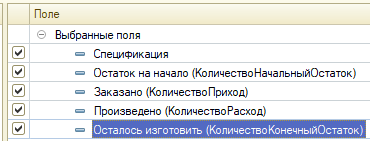 Поле
Выбранные поля
Спецификация
Остаток на начало (КоличествоНачальныйОстаток)
Заказано (КоличествоПриход)
Произведено (КоличествоРасход)
Осталось изготовить (КоличествоКонечныйОстаток)